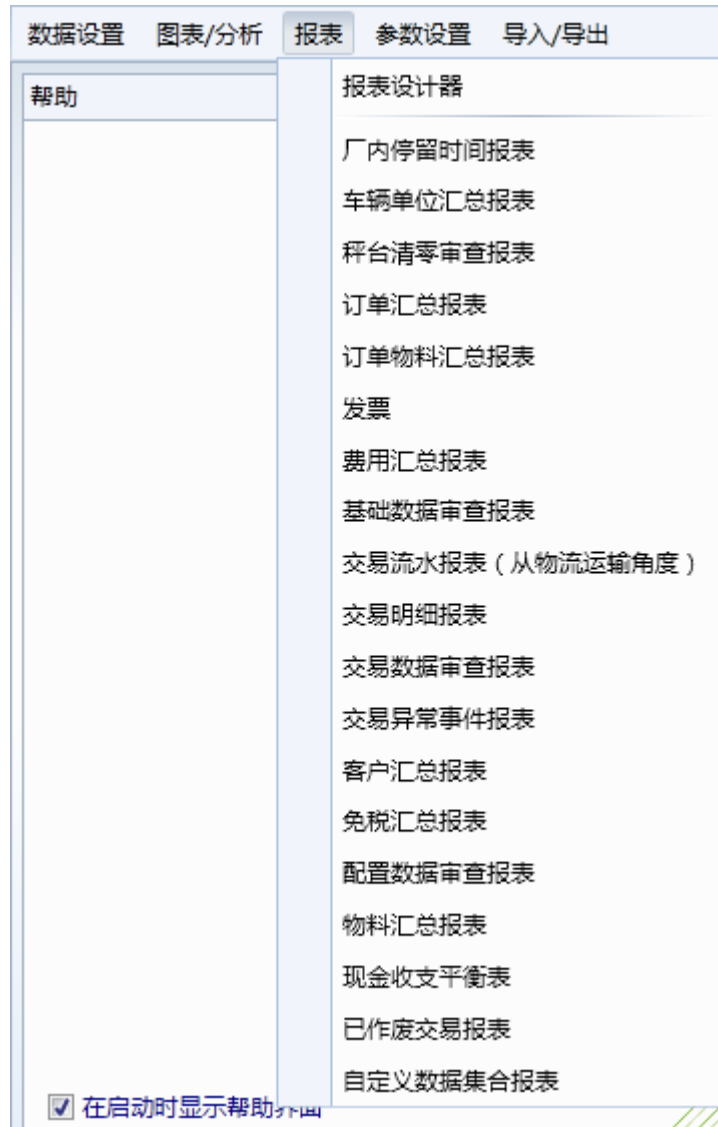 数据设置 图表/分析 报表 参数设置 导入/导出
帮助
报表设计器
厂内停留时间报表
车辆单位汇总报表
秤台清零审查报表
订单汇总报表
订单物料汇总报表
发票
费用汇总报表
基础数据审查报表
交易流水报表（从物流运输角度）
交易明细报表
交易数据审查报表
交易异常事件报表
客户汇总报表
免税汇总报表
配置数据审查报表
物料汇总报表
现金收支平衡表
已作废交易报表
自定义数据集合报表
在启动时显示帮助界面